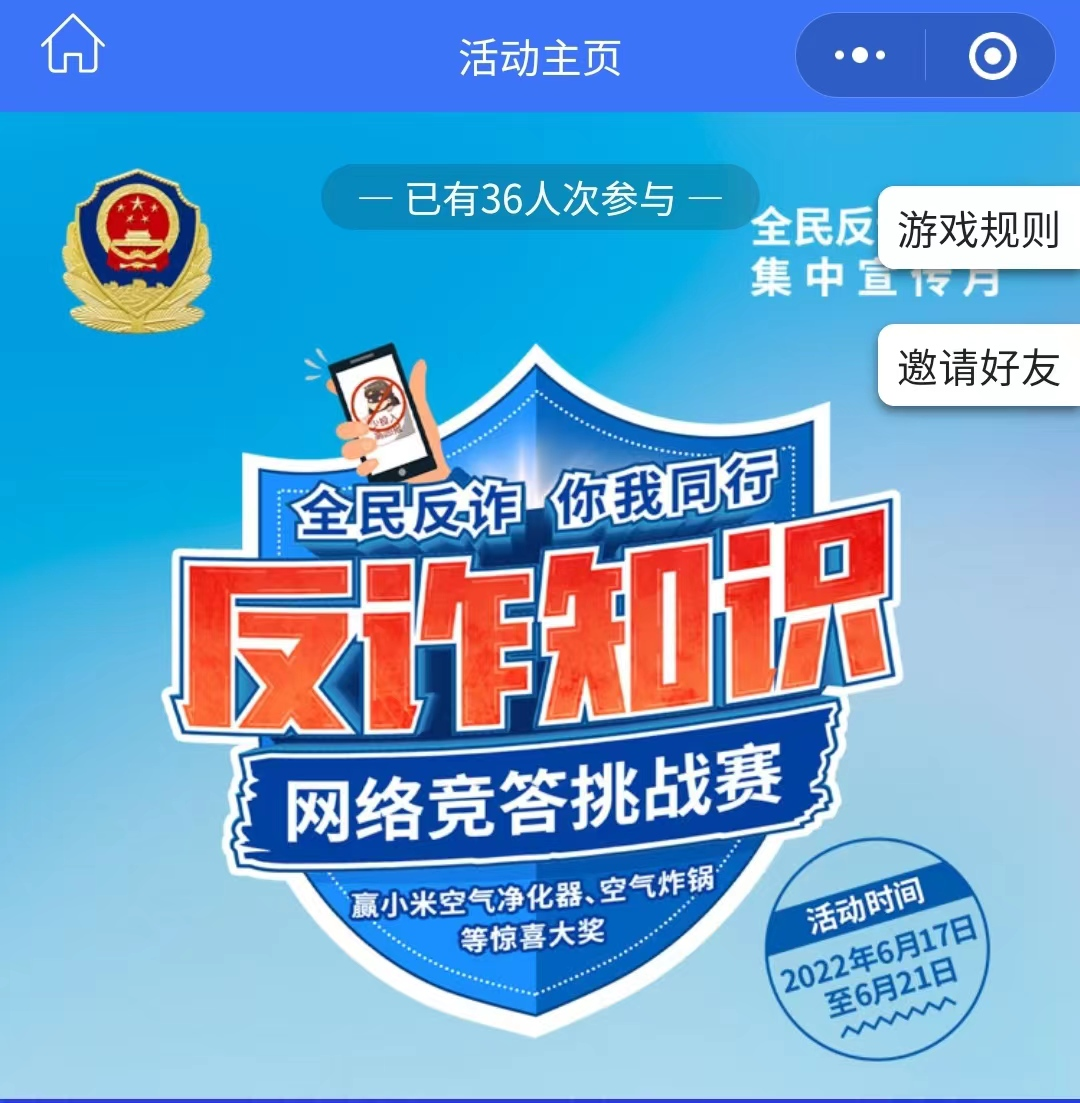 活动主页
— 已有36人次参与 —
全民反
游戏规则
集中宣传月
邀请好友
全民反诈 你我同行
反诈知识
网络竞答挑战赛
赢小米空气净化器、空气炸锅
等惊喜大奖
活动时间
2022年6月17日
至6月21日